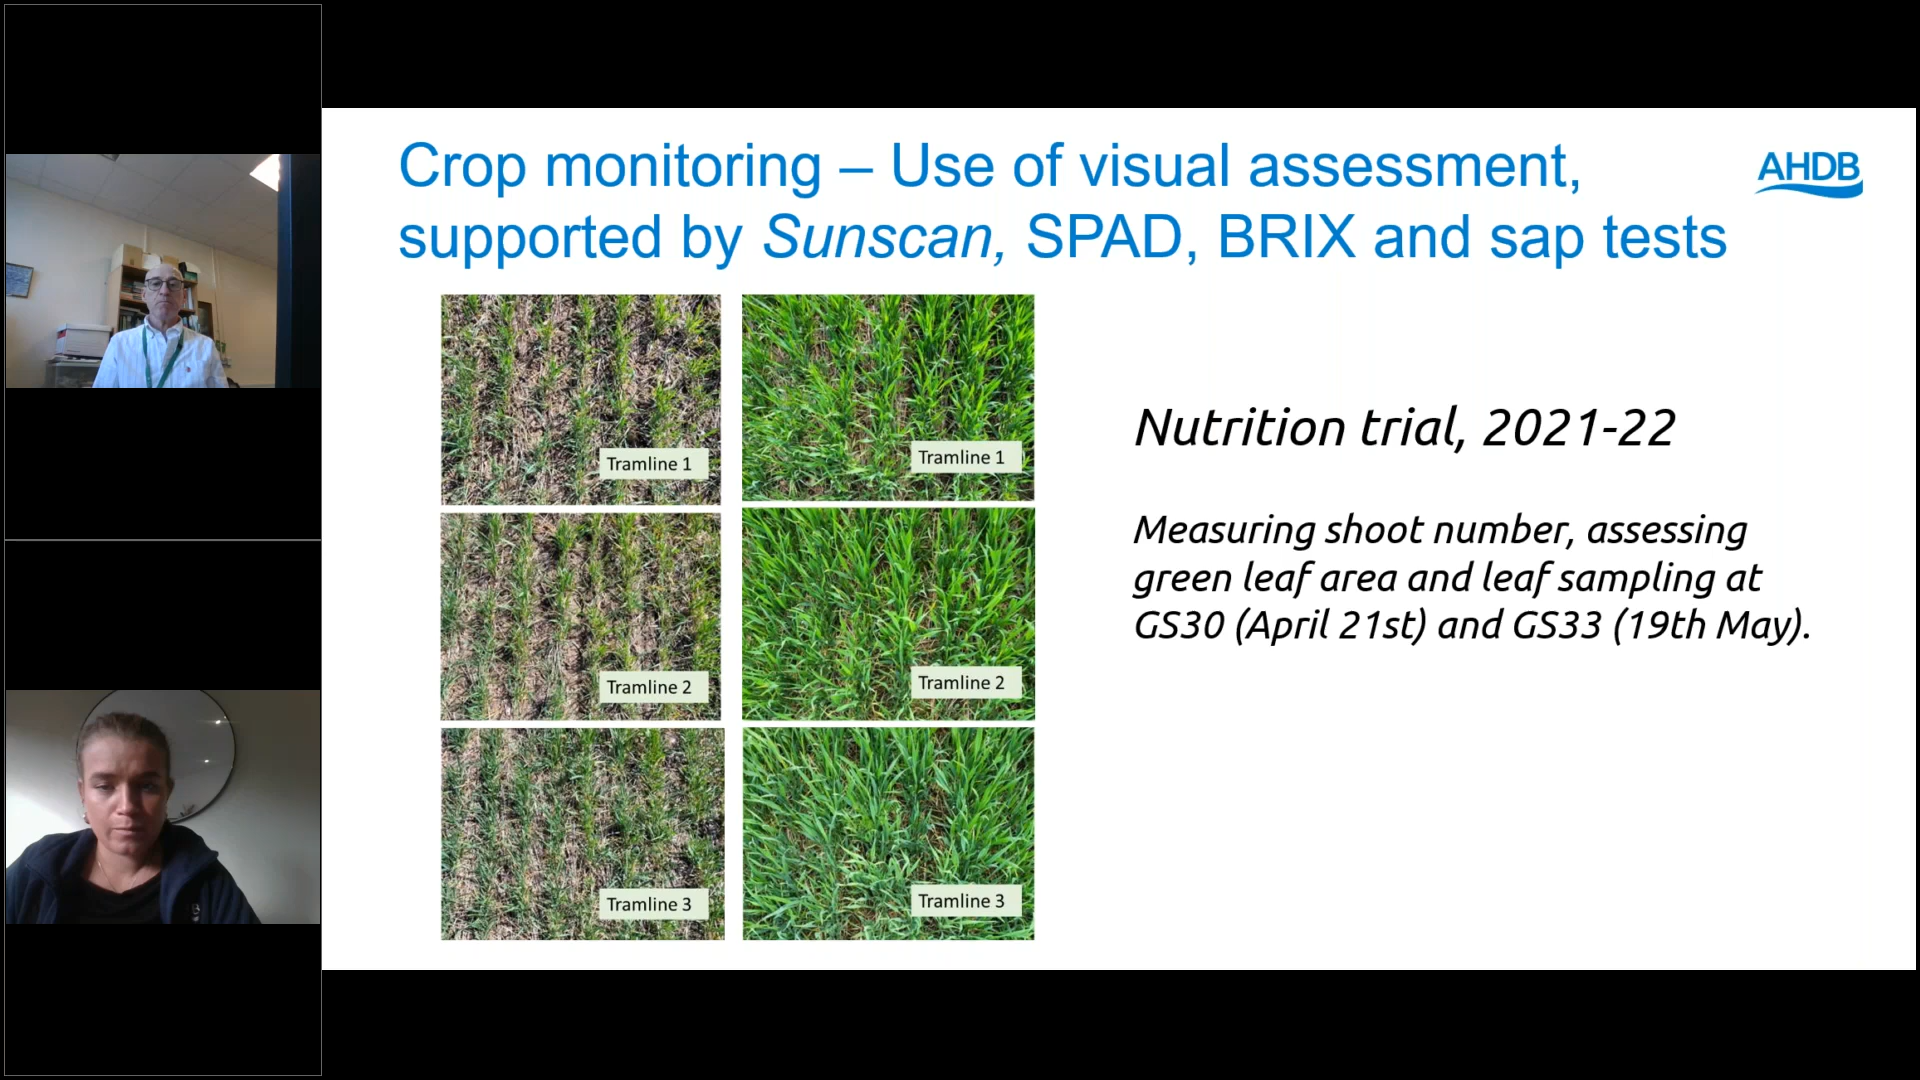 Crop monitoring – Use of visual assessment,
supported by Sunscan, SPAD, BRIX and sap tests
AHDB
Tramline 1
Tramline 1
Tramline 2
Tramline 2
Tramline 3
Tramline 3
Nutrition trial, 2021-22
Measuring shoot number, assessing
green leaf area and leaf sampling at
GS30 (April 21st) and GS33 (19th May).